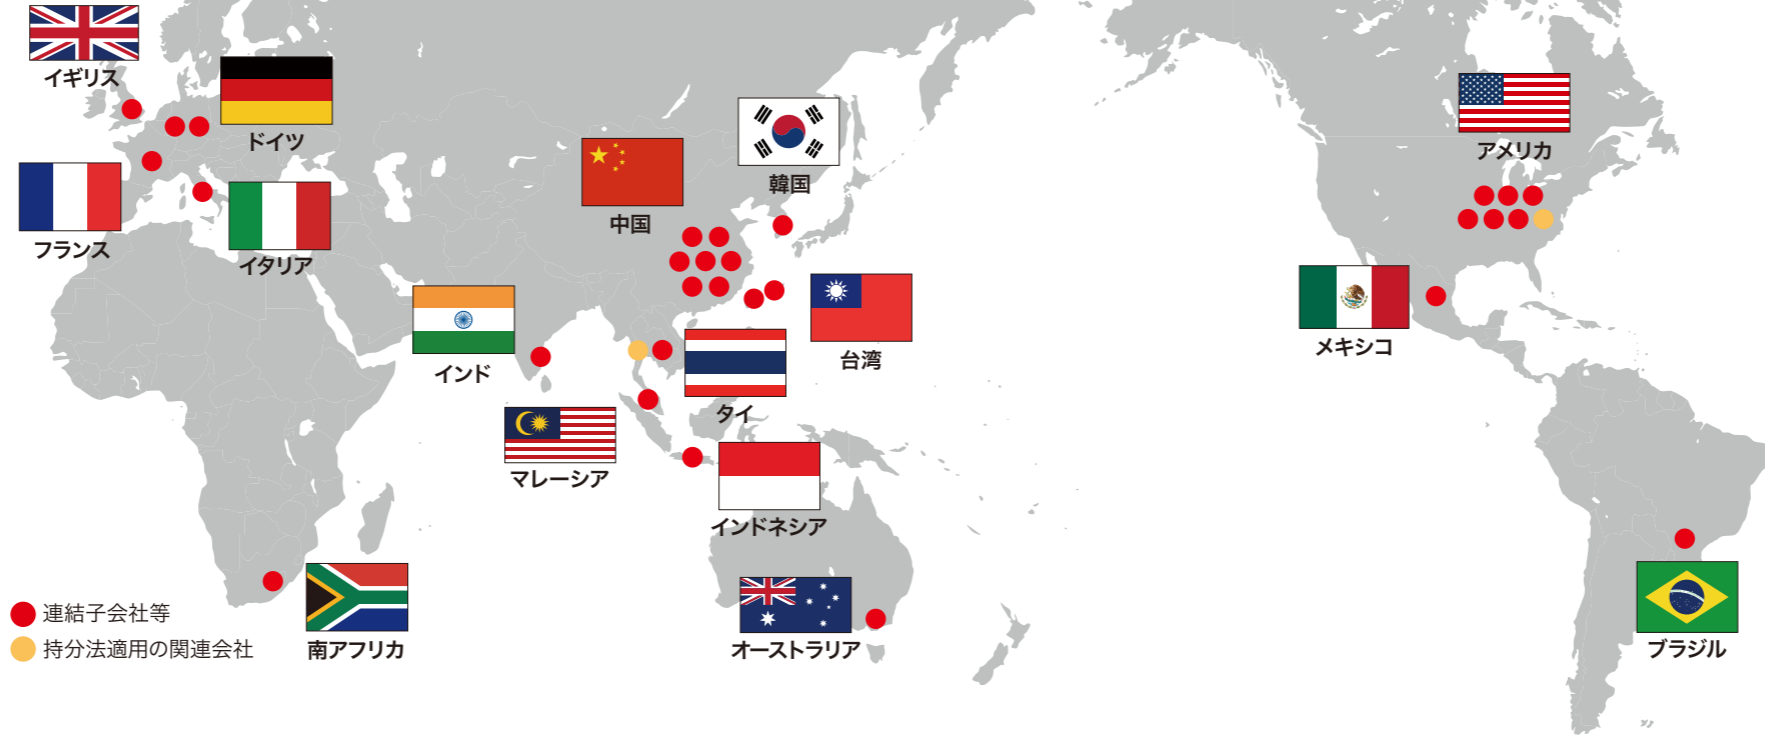 イギリス
ドイツ
フランス
イタリア
中国
韓国
台湾
インド
タイ
マレーシア
インドネシア
オーストラリア
南アフリカ
アメリカ
メキシコ
ブラジル
連結子会社等
持分法適用の関連会社